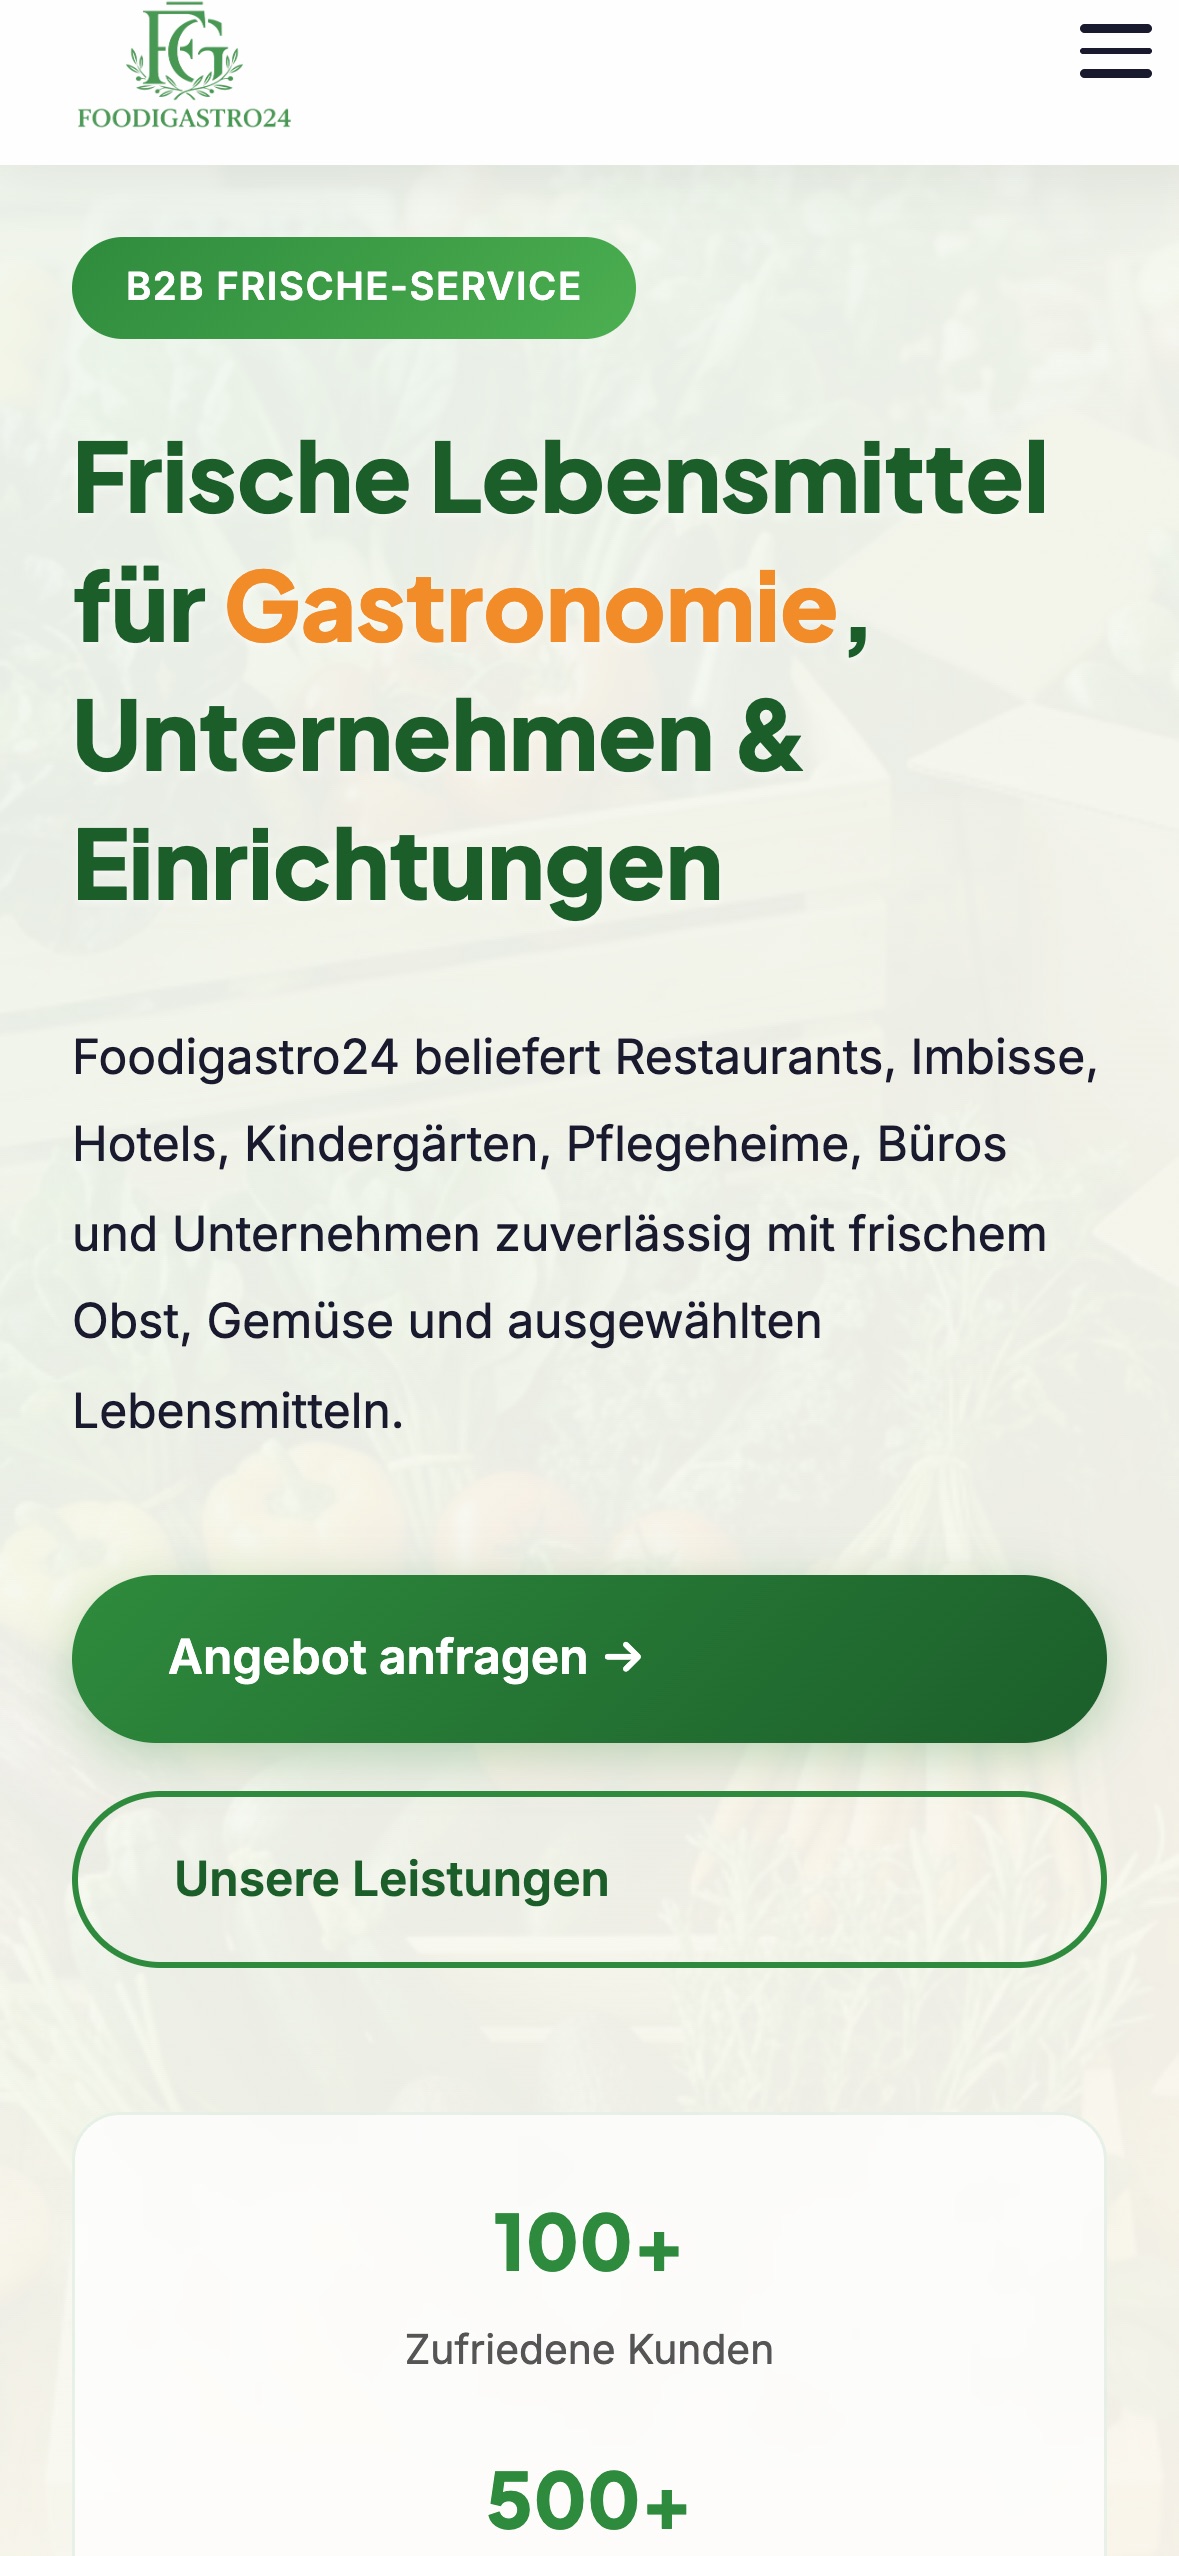 FG
FOODIGASTRO24
B2B FRISCHE-SERVICE
Frische Lebensmittel
für Gastronomie,
Unternehmen &
Einrichtungen
Foodigastro24 beliefert Restaurants, Imbisse,
Hotels, Kindergärten, Pflegeheime, Büros
und Unternehmen zuverlässig mit frischem
Obst, Gemüse und ausgewählten
Lebensmitteln.
Angebot anfragen →
Unsere Leistungen
100+
Zufriedene Kunden
500+